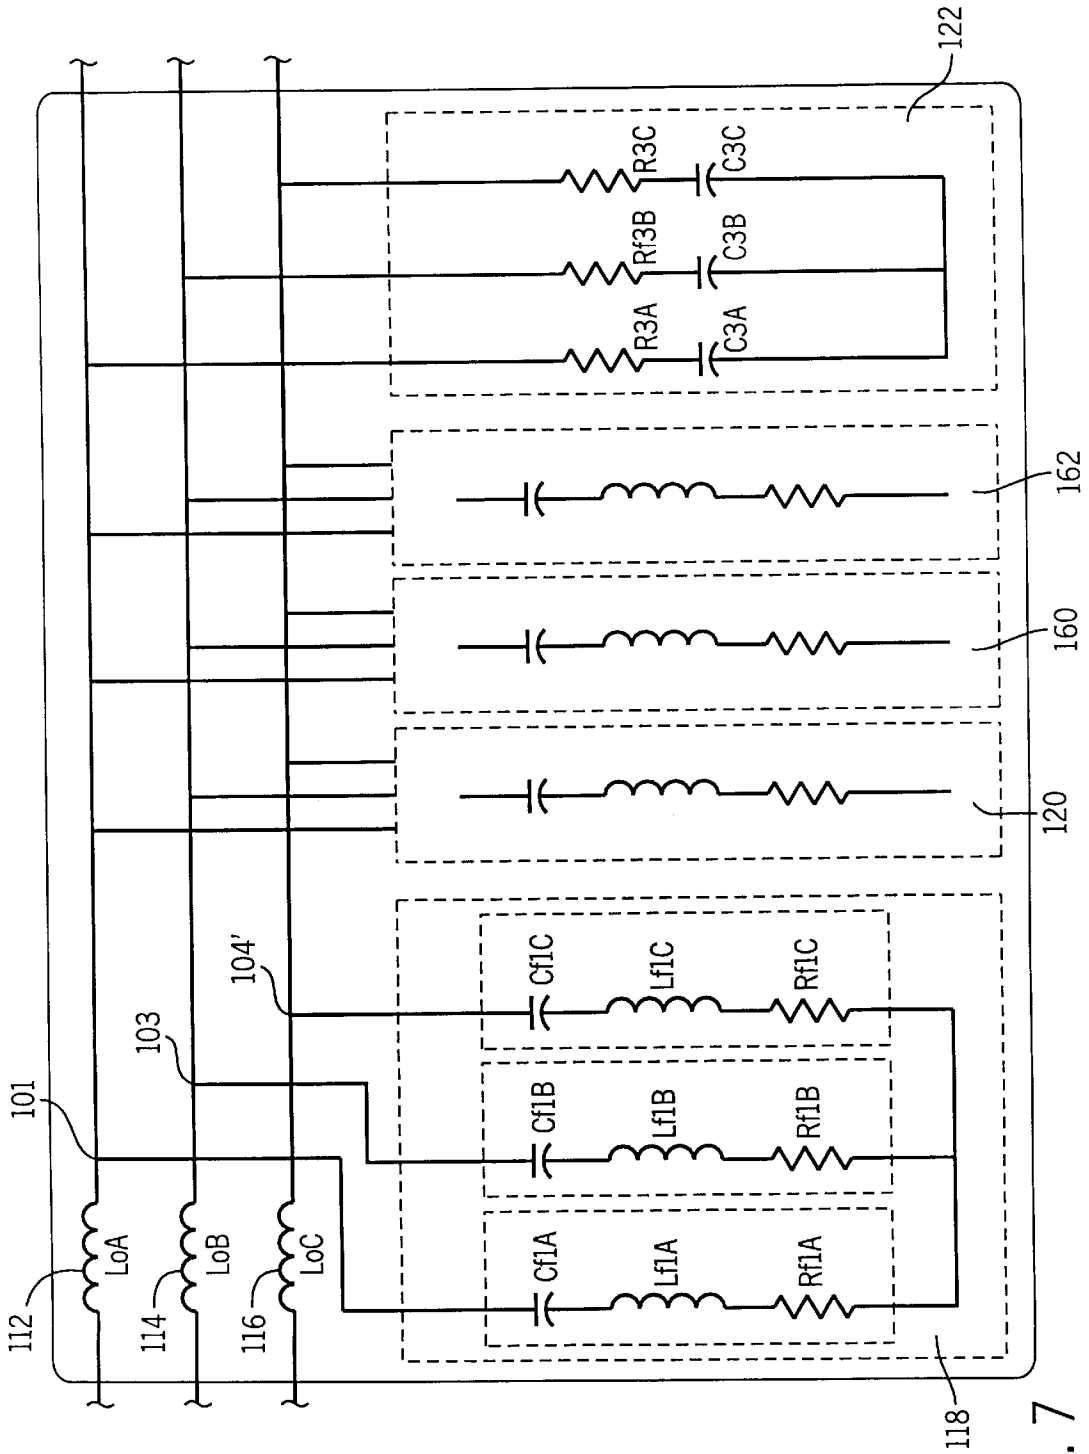 112
LoA
114
LoB
116
LoC
101
103
104'
Cf1A
Lf1A
Rf1A
Cf1B
Lf1B
Rf1B
Cf1C
Lf1C
Rf1C
118
120
160
162
R3A
C3A
Rf3B
C3B
R3C
C3C
122
. 7